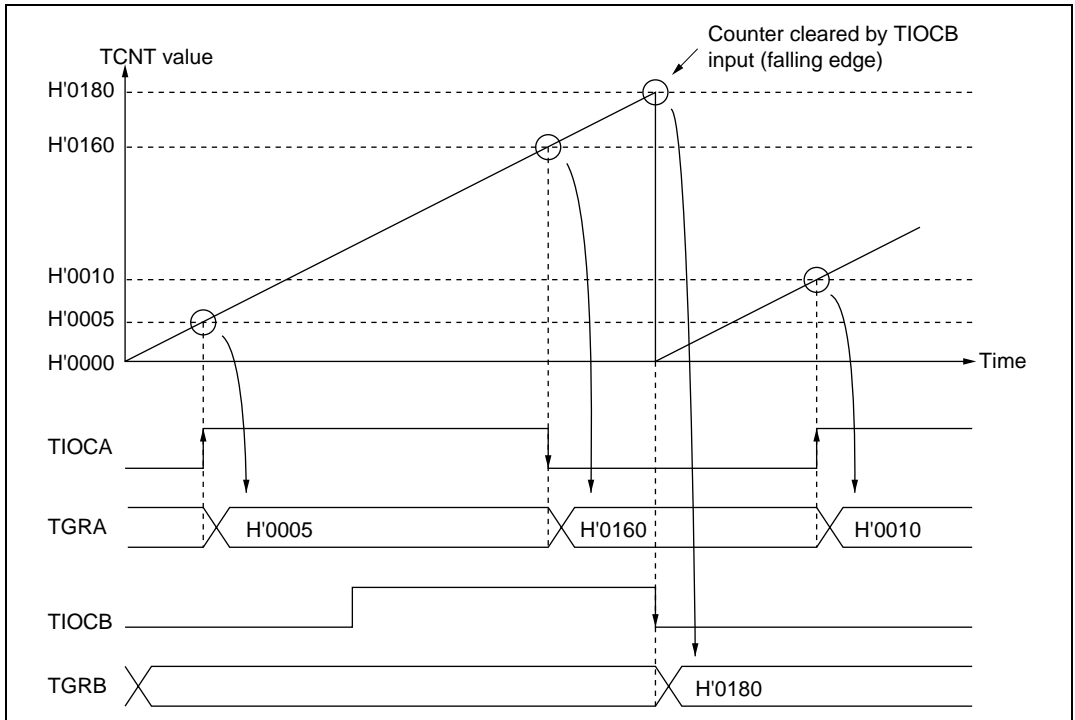 Counter cleared by TIOCB
input (falling edge)
TCNT value
H'0180
H'0160
H'0010
H'0005
H'0000
Time
TIOCA
TGRA
H'0005
H'0160
H'0010
TIOCB
TGRB
H'0180